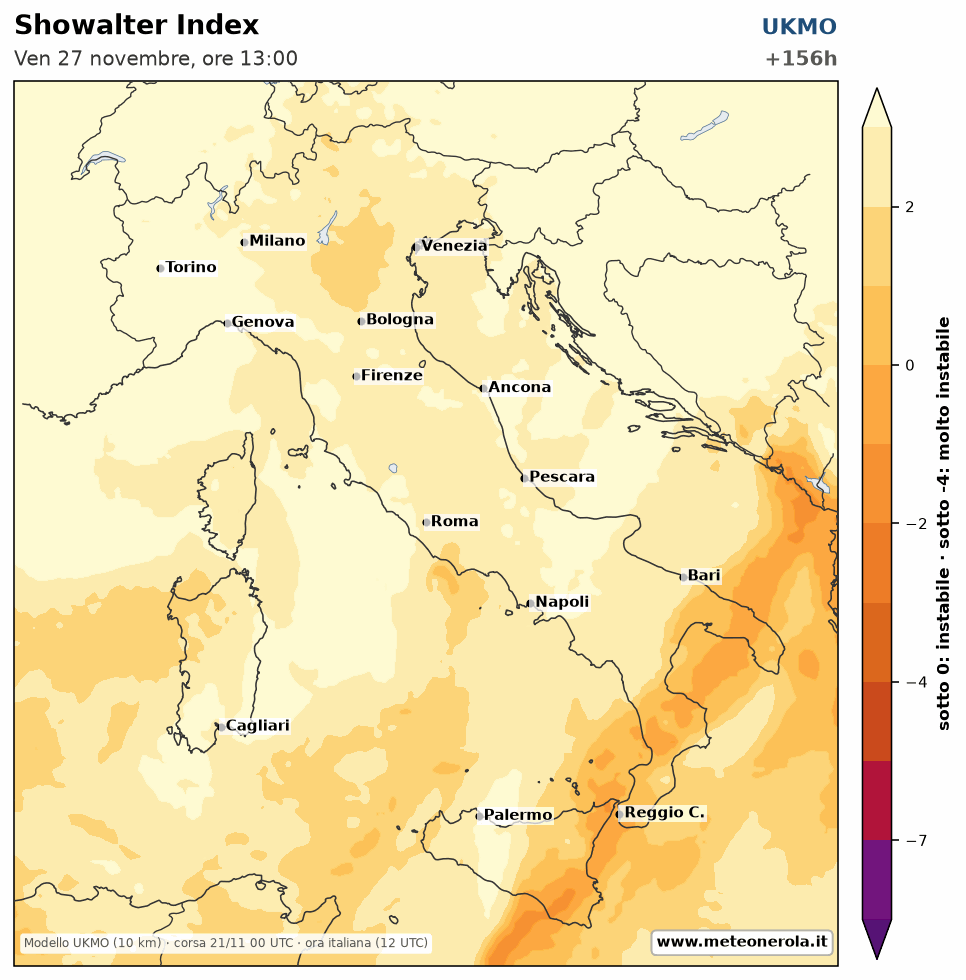 Showalter Index
UKMO
Ven 27 novembre, ore 13:00
+156h
Milano
Venezia
Torino
Genova
Bologna
Firenze
Ancona
Pescara
Roma
Bari
Napoli
Cagliari
Palermo
Reggio C.
2
0
−2
−4
−7
sotto 0: instabile · sotto -4: molto instabile
Modello UKMO (10 km) · corsa 21/11 00 UTC · ora italiana (12 UTC)
www.meteonerola.it